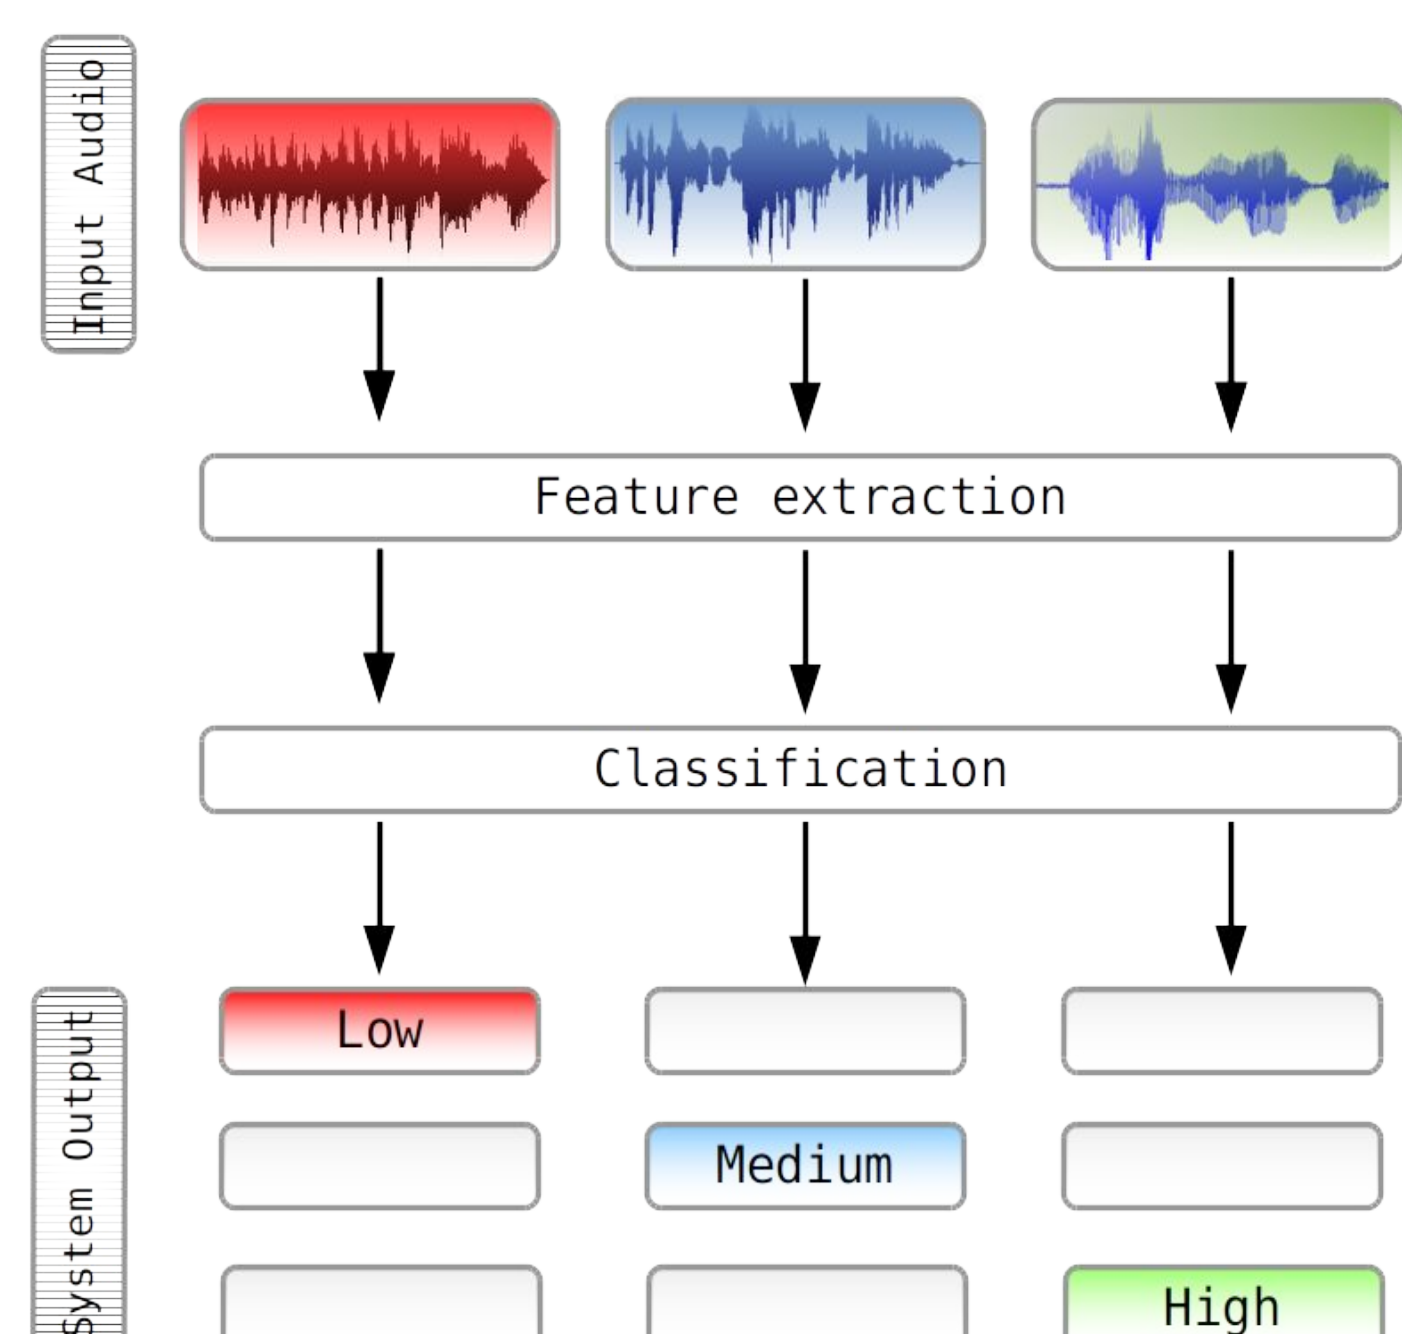 Input Audio
Feature extraction
Classification
System Output
Low
Medium
High